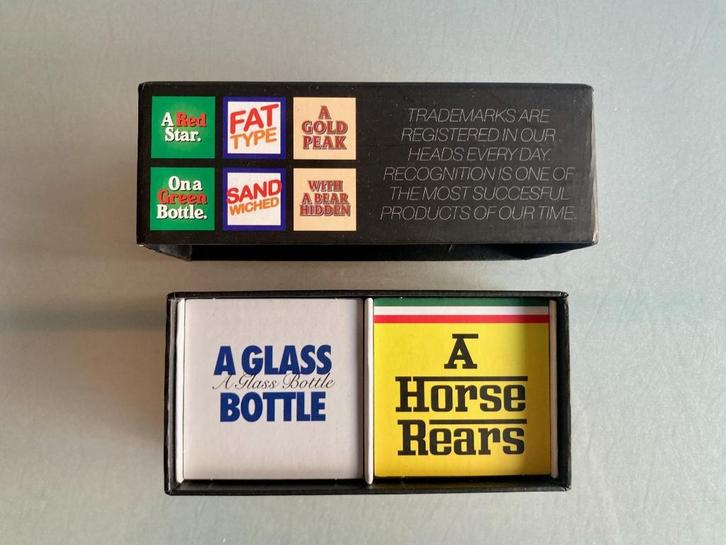 A Red
Star.
FAT
TYPE
A
GOLD
PEAK
On a
Green
Bottle.
SAND
WICHED
WITH
A BEAR
HIDDEN
TRADEMARKS ARE
REGISTERED IN OUR
HEADS EVERY DAY.
RECOGNITION IS ONE OF
THE MOST SUCCESFUL
PRODUCTS OF OUR TIME.
A GLASS
A Glass Bottle
BOTTLE
A
Horse
Rears